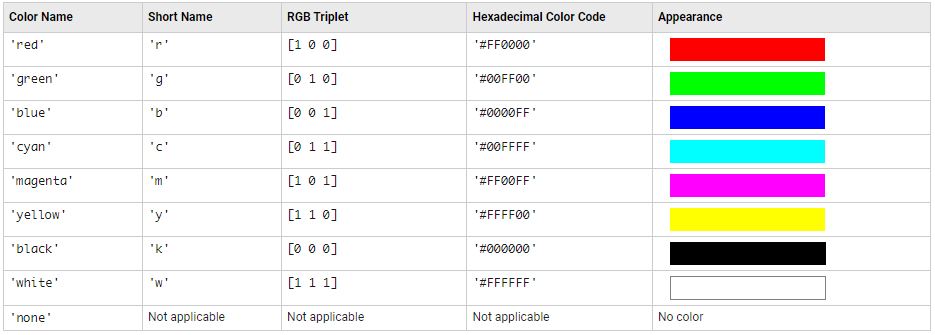 Color Name Short Name RGB Triplet Hexadecimal Color Code Appearance
'red' 'r' [1 0 0] '#FF0000'
'green' 'g' [0 1 0] '#00FF00'
'blue' 'b' [0 0 1] '#0000FF'
'cyan' 'c' [0 1 1] '#00FFFF'
'magenta' 'm' [1 0 1] '#FF00FF'
'yellow' 'y' [1 1 0] '#FFFF00'
'black' 'k' [0 0 0] '#000000'
'white' 'w' [1 1 1] '#FFFFFF'
'none' Not applicable Not applicable Not applicable No color